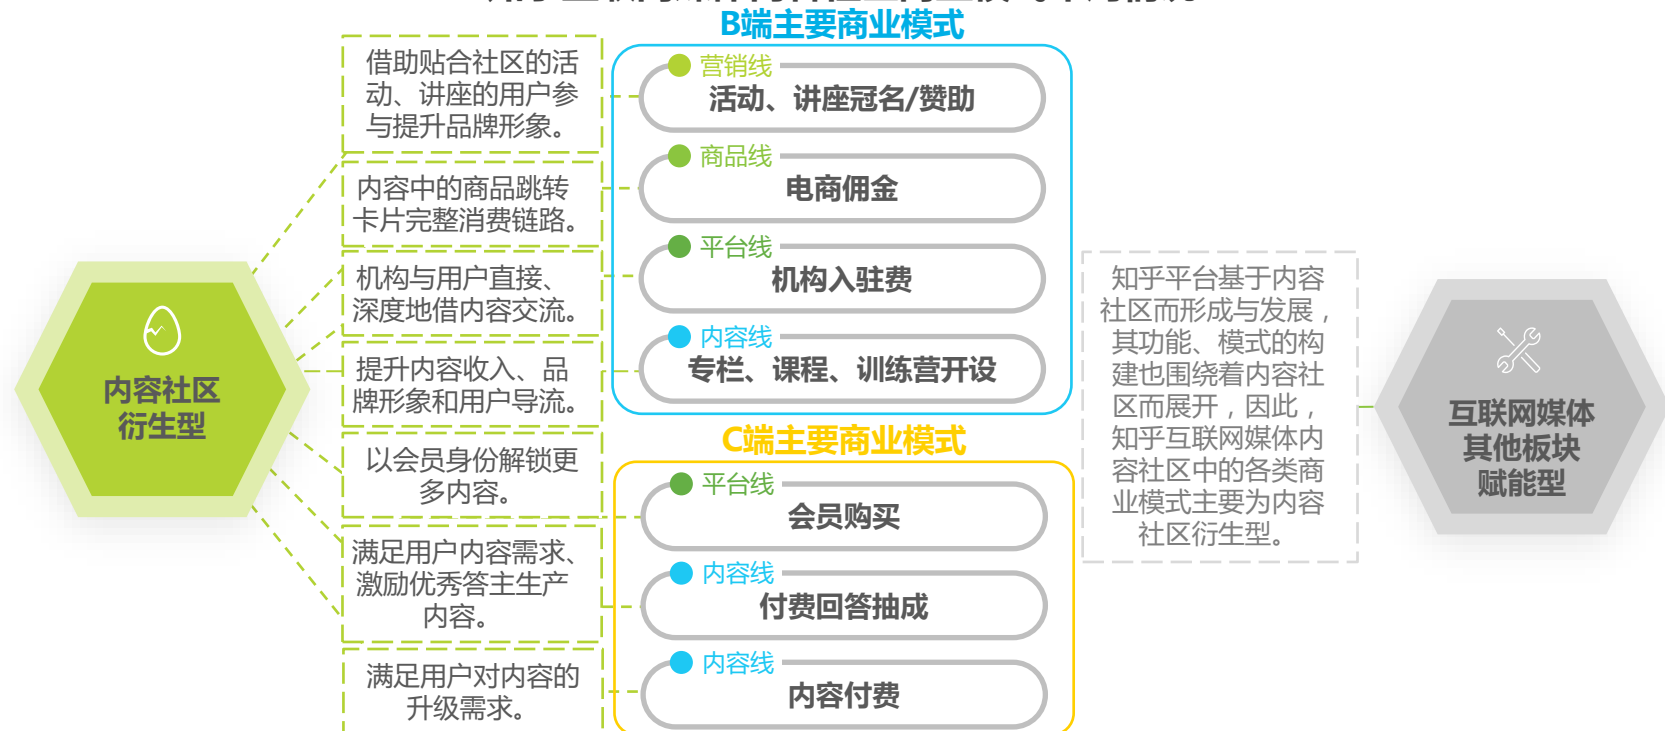 B端主要商业模式
借助贴合社区的活
动、讲座的用户参
与提升品牌形象。
营销线
活动、讲座冠名/赞助
内容中的商品跳转
卡片完整消费链路。
商品线
电商佣金
机构与用户直接、
深度地借内容交流。
平台线
机构入驻费
提升内容收入、品
牌形象和用户导流。
内容线
专栏、课程、训练营开设
内容社区
衍生型
C端主要商业模式
以会员身份解锁更
多内容。
平台线
会员购买
满足用户内容需求、
激励优秀答主生产
内容。
内容线
付费回答抽成
满足用户对内容的
升级需求。
内容线
内容付费
知乎平台基于内容
社区而形成与发展，
其功能、模式的构
建也围绕着内容社
区而展开，因此，
知乎互联网媒体内
容社区中的各类商
业模式主要为内容
社区衍生型。
互联网媒体
其他板块
赋能型